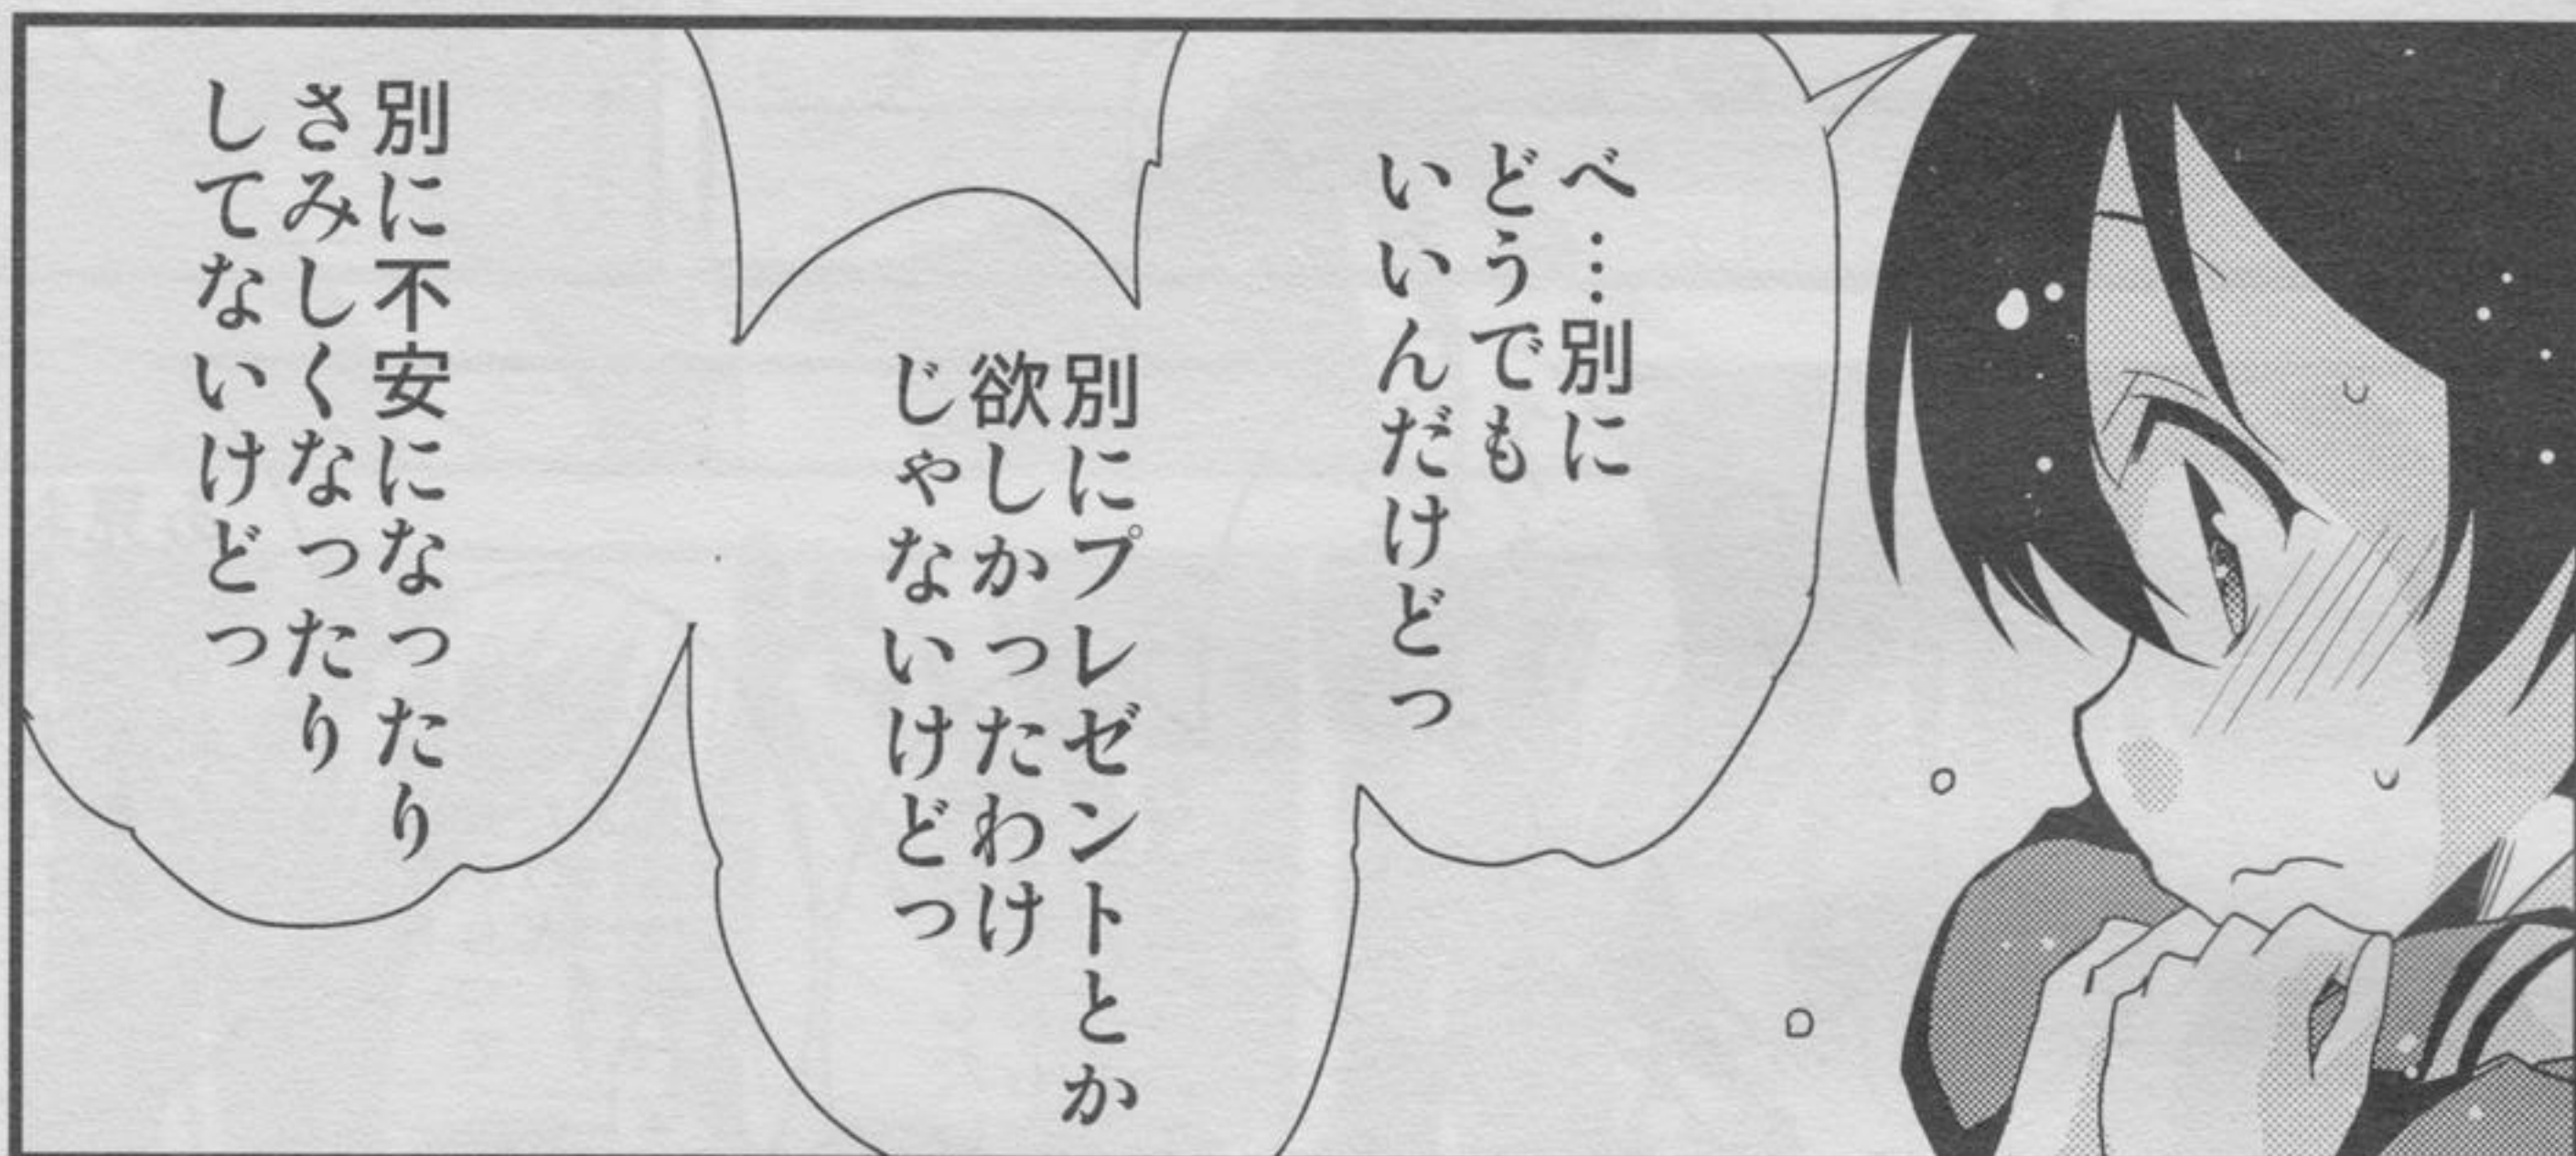 べ…別に
どうでも
いいんだけどっ
別にプレゼントとか
欲しかったわけ
じゃないけどっ
別に不安になったり
さみしくなったり
してないけどっ